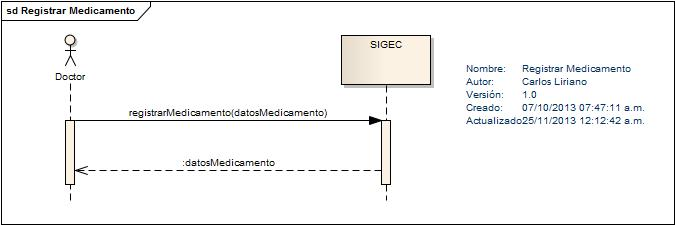 sd Registrar Medicamento
Doctor
SIGEC
registrarMedicamento(datosMedicamento)
:datosMedicamento
Nombre: Registrar Medicamento
Autor: Carlos Liriano
Versión: 1.0
Creado: 07/10/2013 07:47:11 a.m.
Actualizado25/11/2013 12:12:42 a.m.